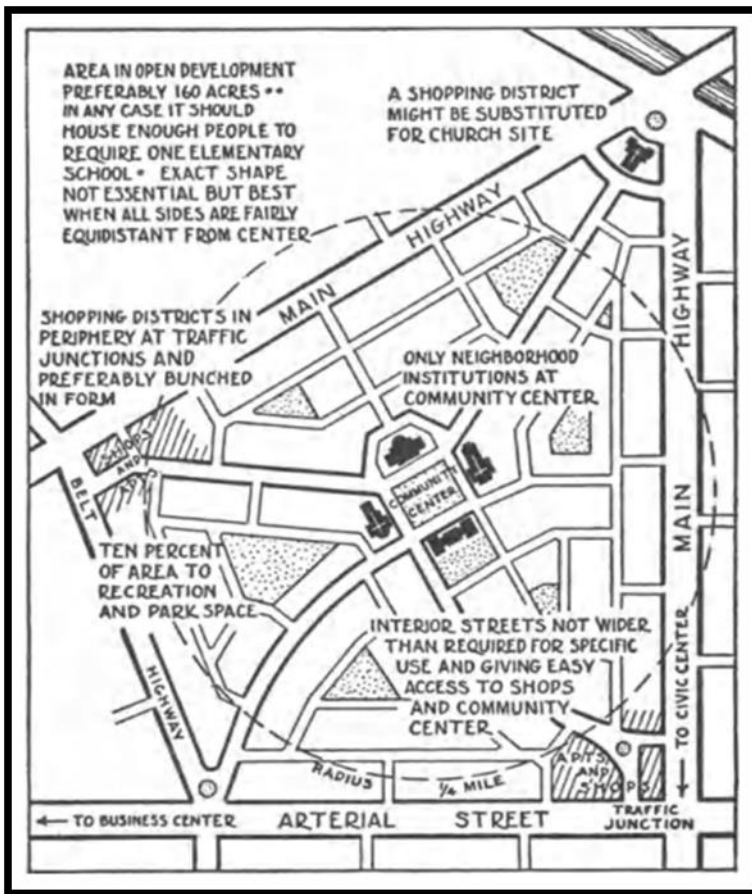 AREA IN OPEN DEVELOPMENT
PREFERABLY 160 ACRES ••
IN ANY CASE IT SHOULD
HOUSE ENOUGH PEOPLE TO
REQUIRE ONE ELEMENTARY
SCHOOL • EXACT SHAPE
NOT ESSENTIAL BUT BEST
WHEN ALL SIDES ARE FAIRLY
EQUIDISTANT FROM CENTER
A SHOPPING DISTRICT
MIGHT BE SUBSTITUTED
FOR CHURCH SITE
MAIN HIGHWAY
HIGHWAY
MAIN
SHOPPING DISTRICTS IN
PERIPHERY AT TRAFFIC
JUNCTIONS AND
PREFERABLY BUNCHED
IN FORM
ONLY NEIGHBORHOOD
INSTITUTIONS AT
COMMUNITY CENTER
SHOPS
AND
APTS
BELT
HIGHWAY
COMMUNITY
CENTER
TEN PERCENT
OF AREA TO
RECREATION
AND PARK SPACE
INTERIOR STREETS NOT WIDER
THAN REQUIRED FOR SPECIFIC
USE AND GIVING EASY
ACCESS TO SHOPS
AND COMMUNITY
CENTER
TO CIVIC CENTER
RADIUS 1/4 MILE
APTS
AND
SHOPS
TRAFFIC
JUNCTION
← TO BUSINESS CENTER
ARTERIAL STREET